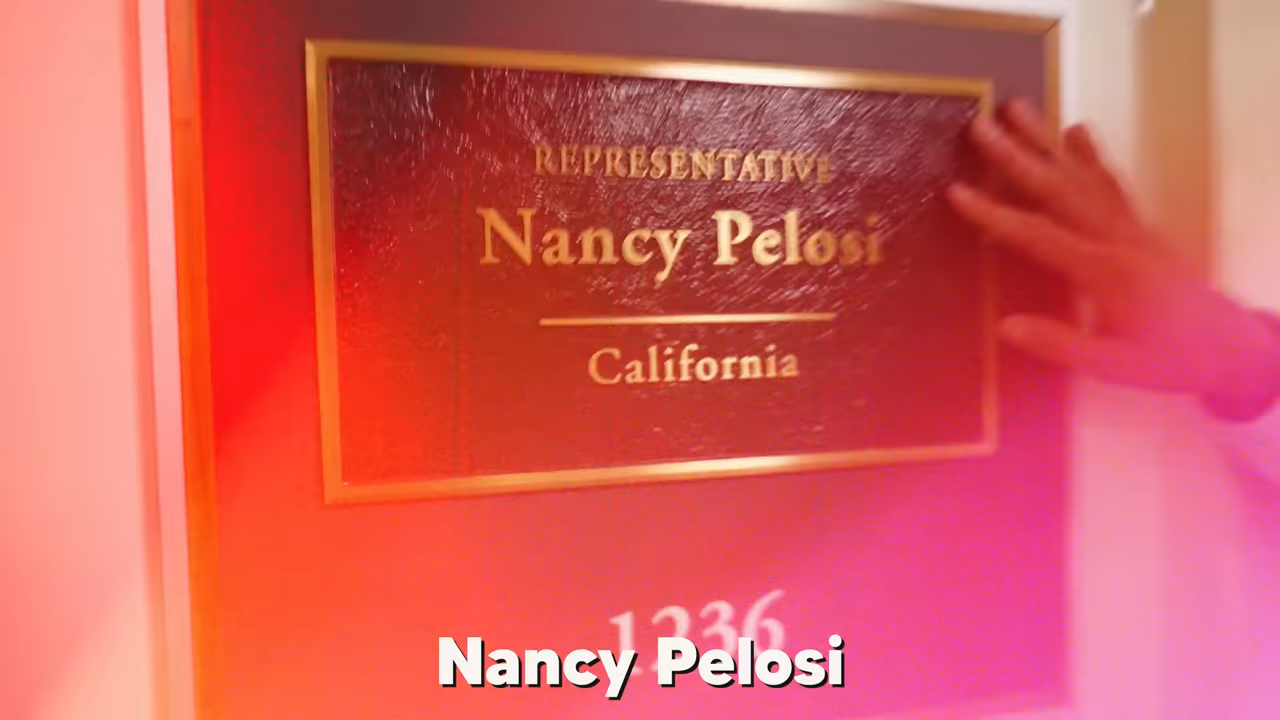 REPRESENTATIVE
Nancy Pelosi
California
1236
Nancy Pelosi